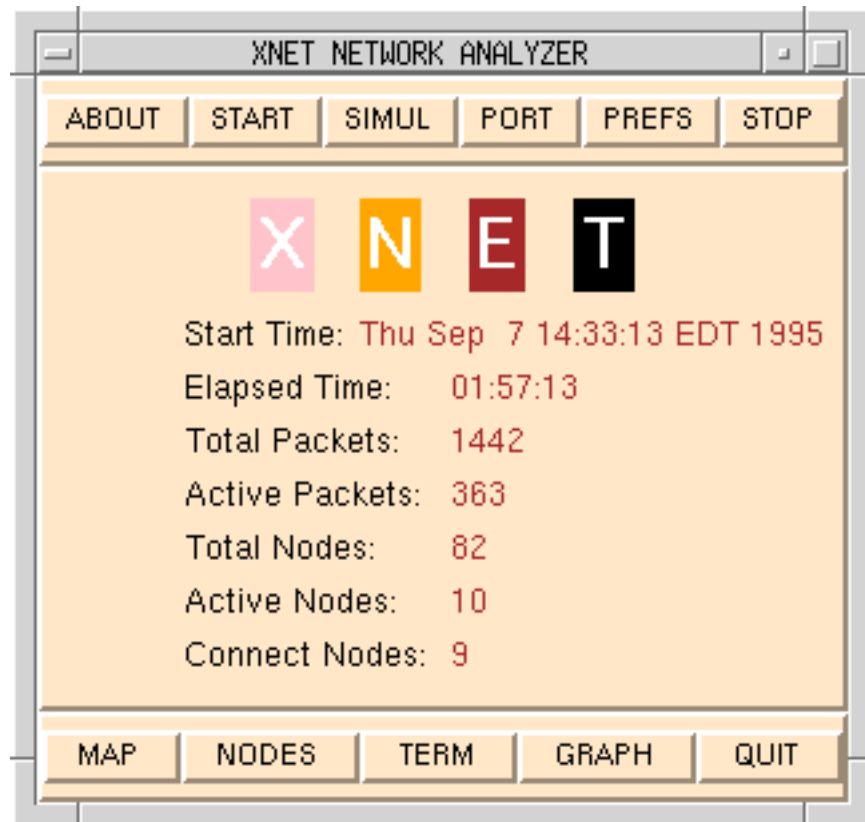 XNET NETWORK ANALYZER
ABOUT START SIMUL PORT PREFS STOP
X N E T
Start Time: Thu Sep  7 14:33:13 EDT 1995
Elapsed Time: 01:57:13
Total Packets: 1442
Active Packets: 363
Total Nodes: 82
Active Nodes: 10
Connect Nodes: 9
MAP NODES TERM GRAPH QUIT